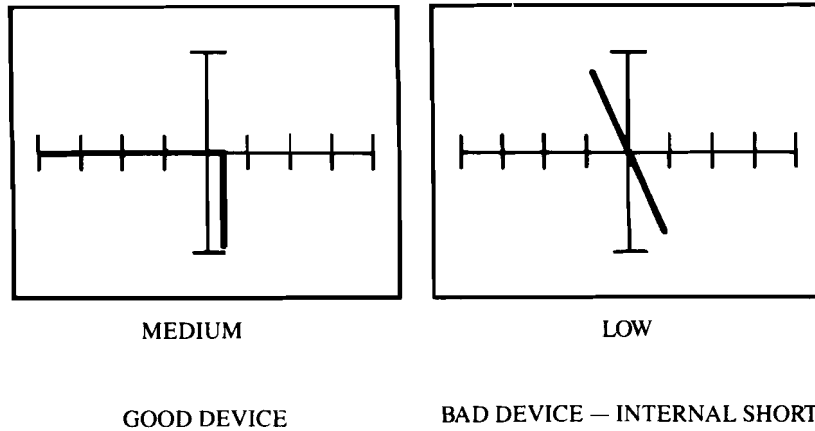 MEDIUM
LOW
GOOD DEVICE
BAD DEVICE — INTERNAL SHORT